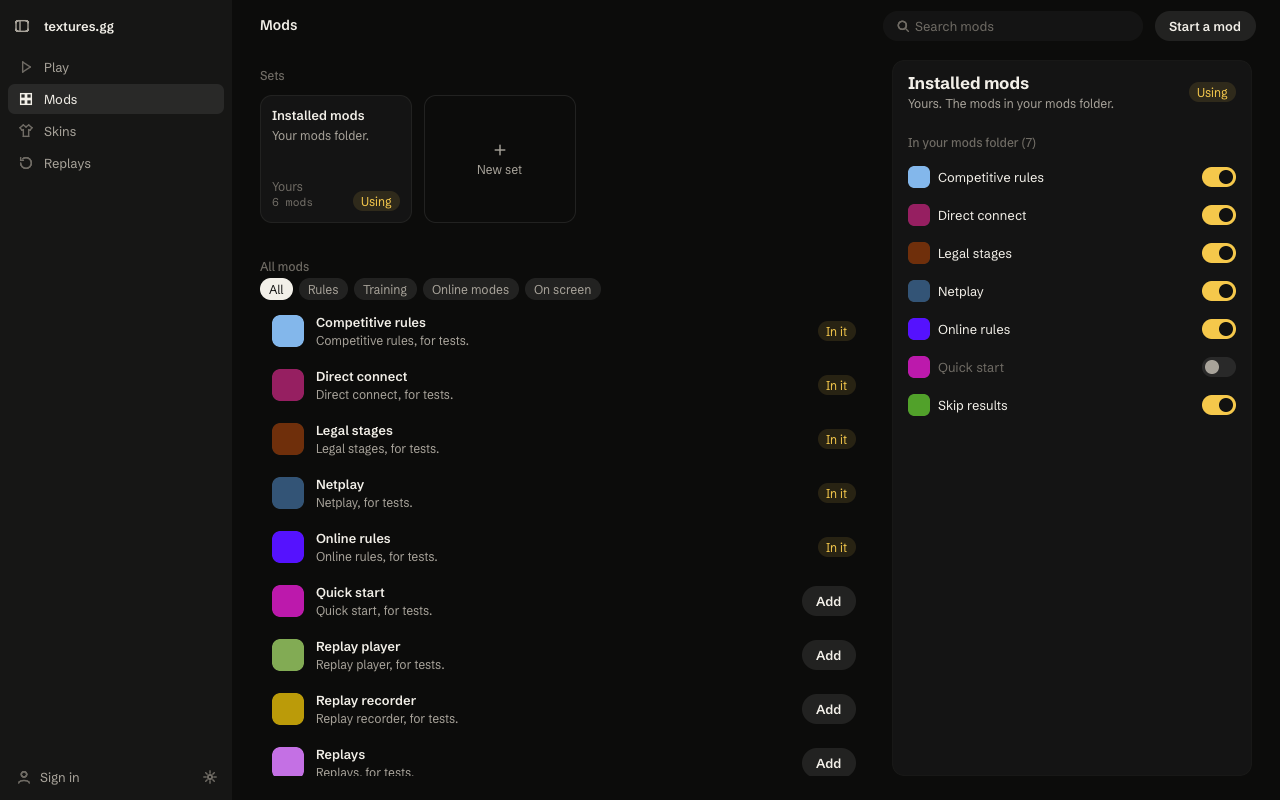 textures.gg
Play
Mods
Skins
Replays
Sign in
Mods
Search mods
Start a mod
Sets
Installed mods
Your mods folder.
Yours
6 mods
Using
New set
All mods
All
Rules
Training
Online modes
On screen
Competitive rules
Competitive rules, for tests.
In it
Direct connect
Direct connect, for tests.
In it
Legal stages
Legal stages, for tests.
In it
Netplay
Netplay, for tests.
In it
Online rules
Online rules, for tests.
In it
Quick start
Quick start, for tests.
Add
Replay player
Replay player, for tests.
Add
Replay recorder
Replay recorder, for tests.
Add
Replays
Replays, for tests.
Add
Installed mods
Yours. The mods in your mods folder.
Using
In your mods folder (7)
Competitive rules
Direct connect
Legal stages
Netplay
Online rules
Quick start
Skip results